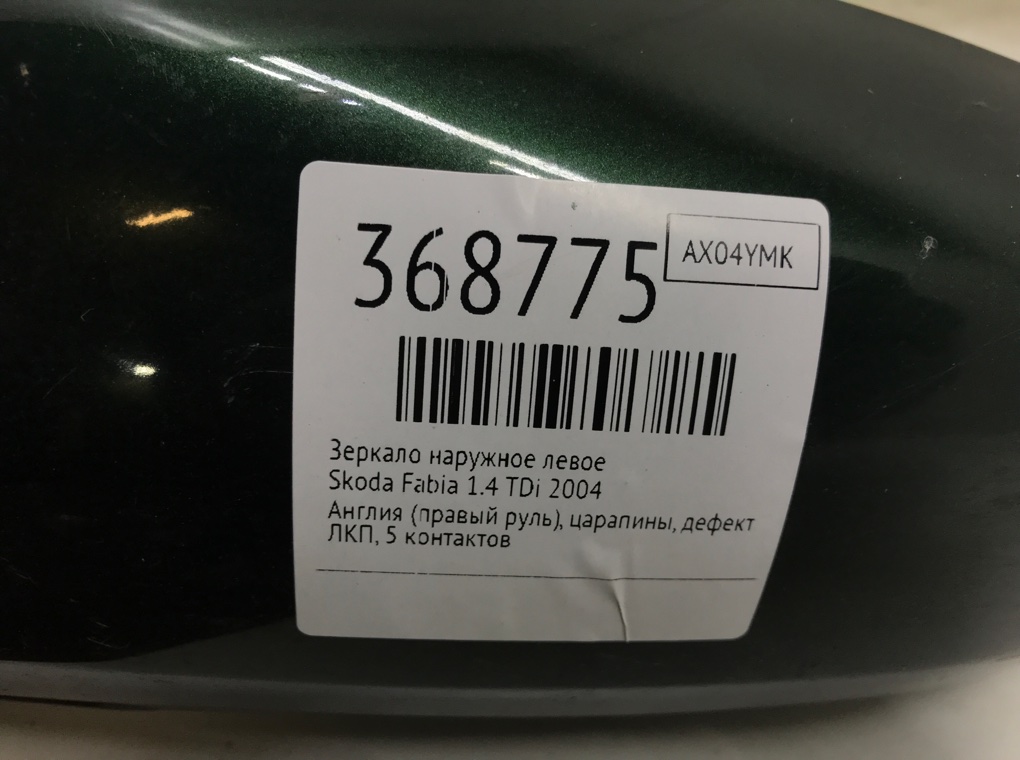 368775
AX04YMK
Зеркало наружное левое
Skoda Fabia 1.4 TDi 2004
Англия (правый руль), царапины, дефект
ЛКП, 5 контактов